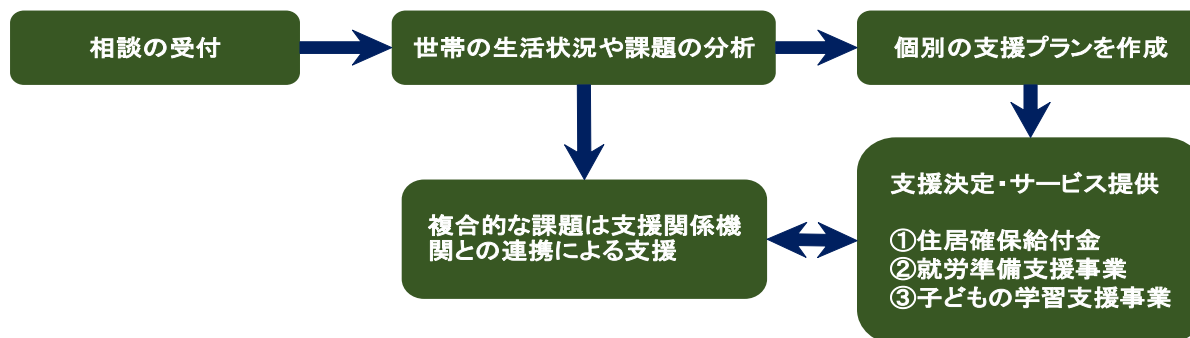 相談の受付
世帯の生活状況や課題の分析
個別の支援プランを作成
複合的な課題は支援関係機
関との連携による支援
支援決定・サービス提供
①住居確保給付金
②就労準備支援事業
③子どもの学習支援事業